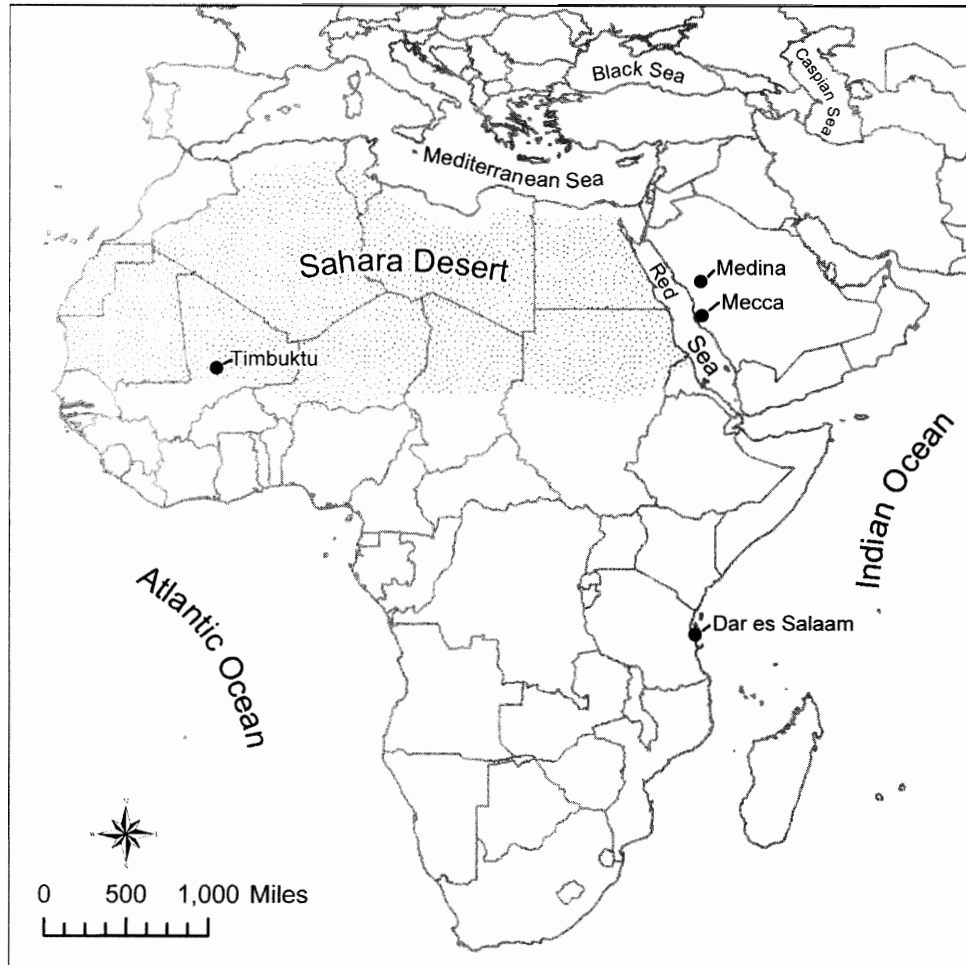 Black Sea
Caspian Sea
Mediterranean Sea
Sahara Desert
Red Sea
Medina
Mecca
Timbuktu
Indian Ocean
Atlantic Ocean
Dar es Salaam
N
0 500 1,000 Miles